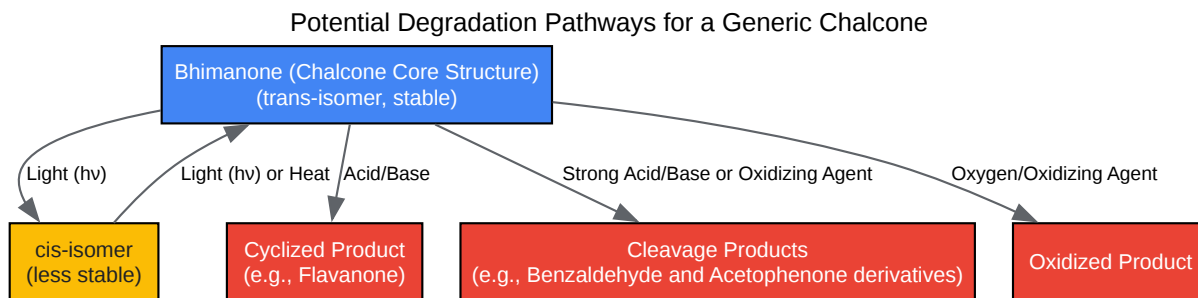 Potential Degradation Pathways for a Generic Chalcone
Bhimanone (Chalcone Core Structure)
(trans-isomer, stable)
Light (hν)
Light (hν) or Heat
Acid/Base
Strong Acid/Base or Oxidizing Agent
Oxygen/Oxidizing Agent
cis-isomer
(less stable)
Cyclized Product
(e.g., Flavanone)
Cleavage Products
(e.g., Benzaldehyde and Acetophenone derivatives)
Oxidized Product